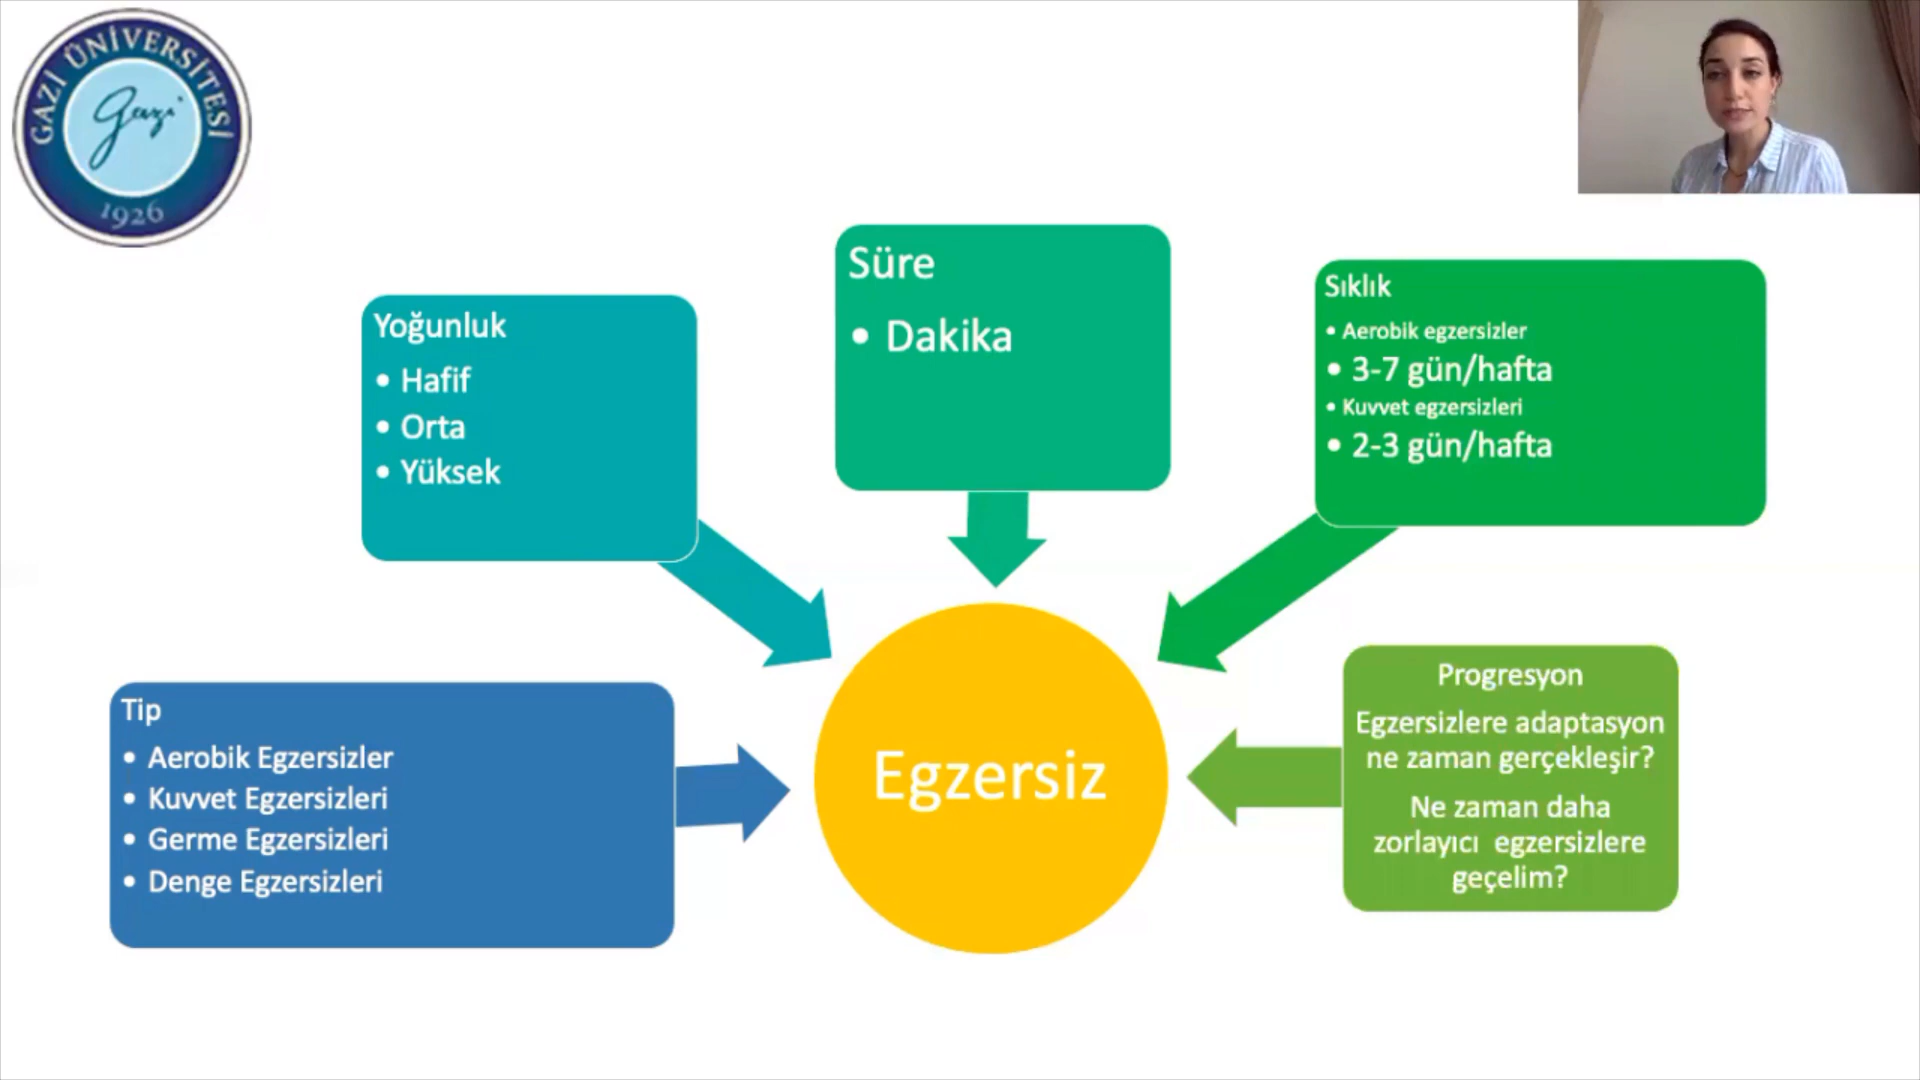 GAZİ ÜNİVERSİTESİ
Gazi
1926
Yoğunluk
• Hafif
• Orta
• Yüksek
Süre
• Dakika
Sıklık
• Aerobik egzersizler
• 3-7 gün/hafta
• Kuvvet egzersizleri
• 2-3 gün/hafta
Tip
• Aerobik Egzersizler
• Kuvvet Egzersizleri
• Germe Egzersizleri
• Denge Egzersizleri
Egzersiz
Progresyon
Egzersizlere adaptasyon
ne zaman gerçekleşir?
Ne zaman daha
zorlayıcı egzersizlere
geçelim?